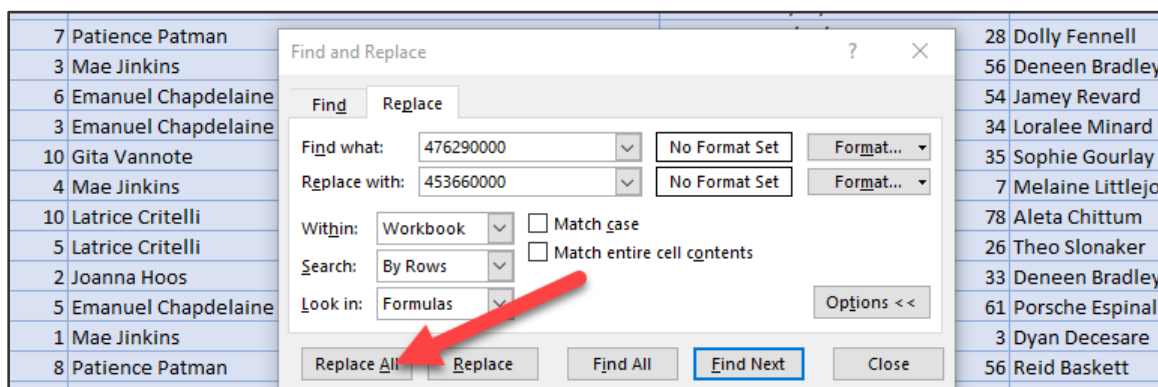 7 Patience Patman
3 Mae Jinkins
6 Emanuel Chapdelaine
3 Emanuel Chapdelaine
10 Gita Vannote
4 Mae Jinkins
10 Latrice Critelli
5 Latrice Critelli
2 Joanna Hoos
5 Emanuel Chapdelaine
1 Mae Jinkins
8 Patience Patman
Find and Replace ?
Find Replace
Find what: 476290000 No Format Set Format...
Replace with: 453660000 No Format Set Format...
Within: Workbook Match case
Match entire cell contents
Search: By Rows
Look in: Formulas Options <<
Replace All Replace Find All Find Next Close
28 Dolly Fennell
56 Deneen Bradley
54 Jamey Revard
34 Loralee Minard
35 Sophie Gourlay
7 Melaine Littlejo
78 Aleta Chittum
26 Theo Slonaker
33 Deneen Bradley
61 Porsche Espinal
3 Dyan Decesare
56 Reid Baskett